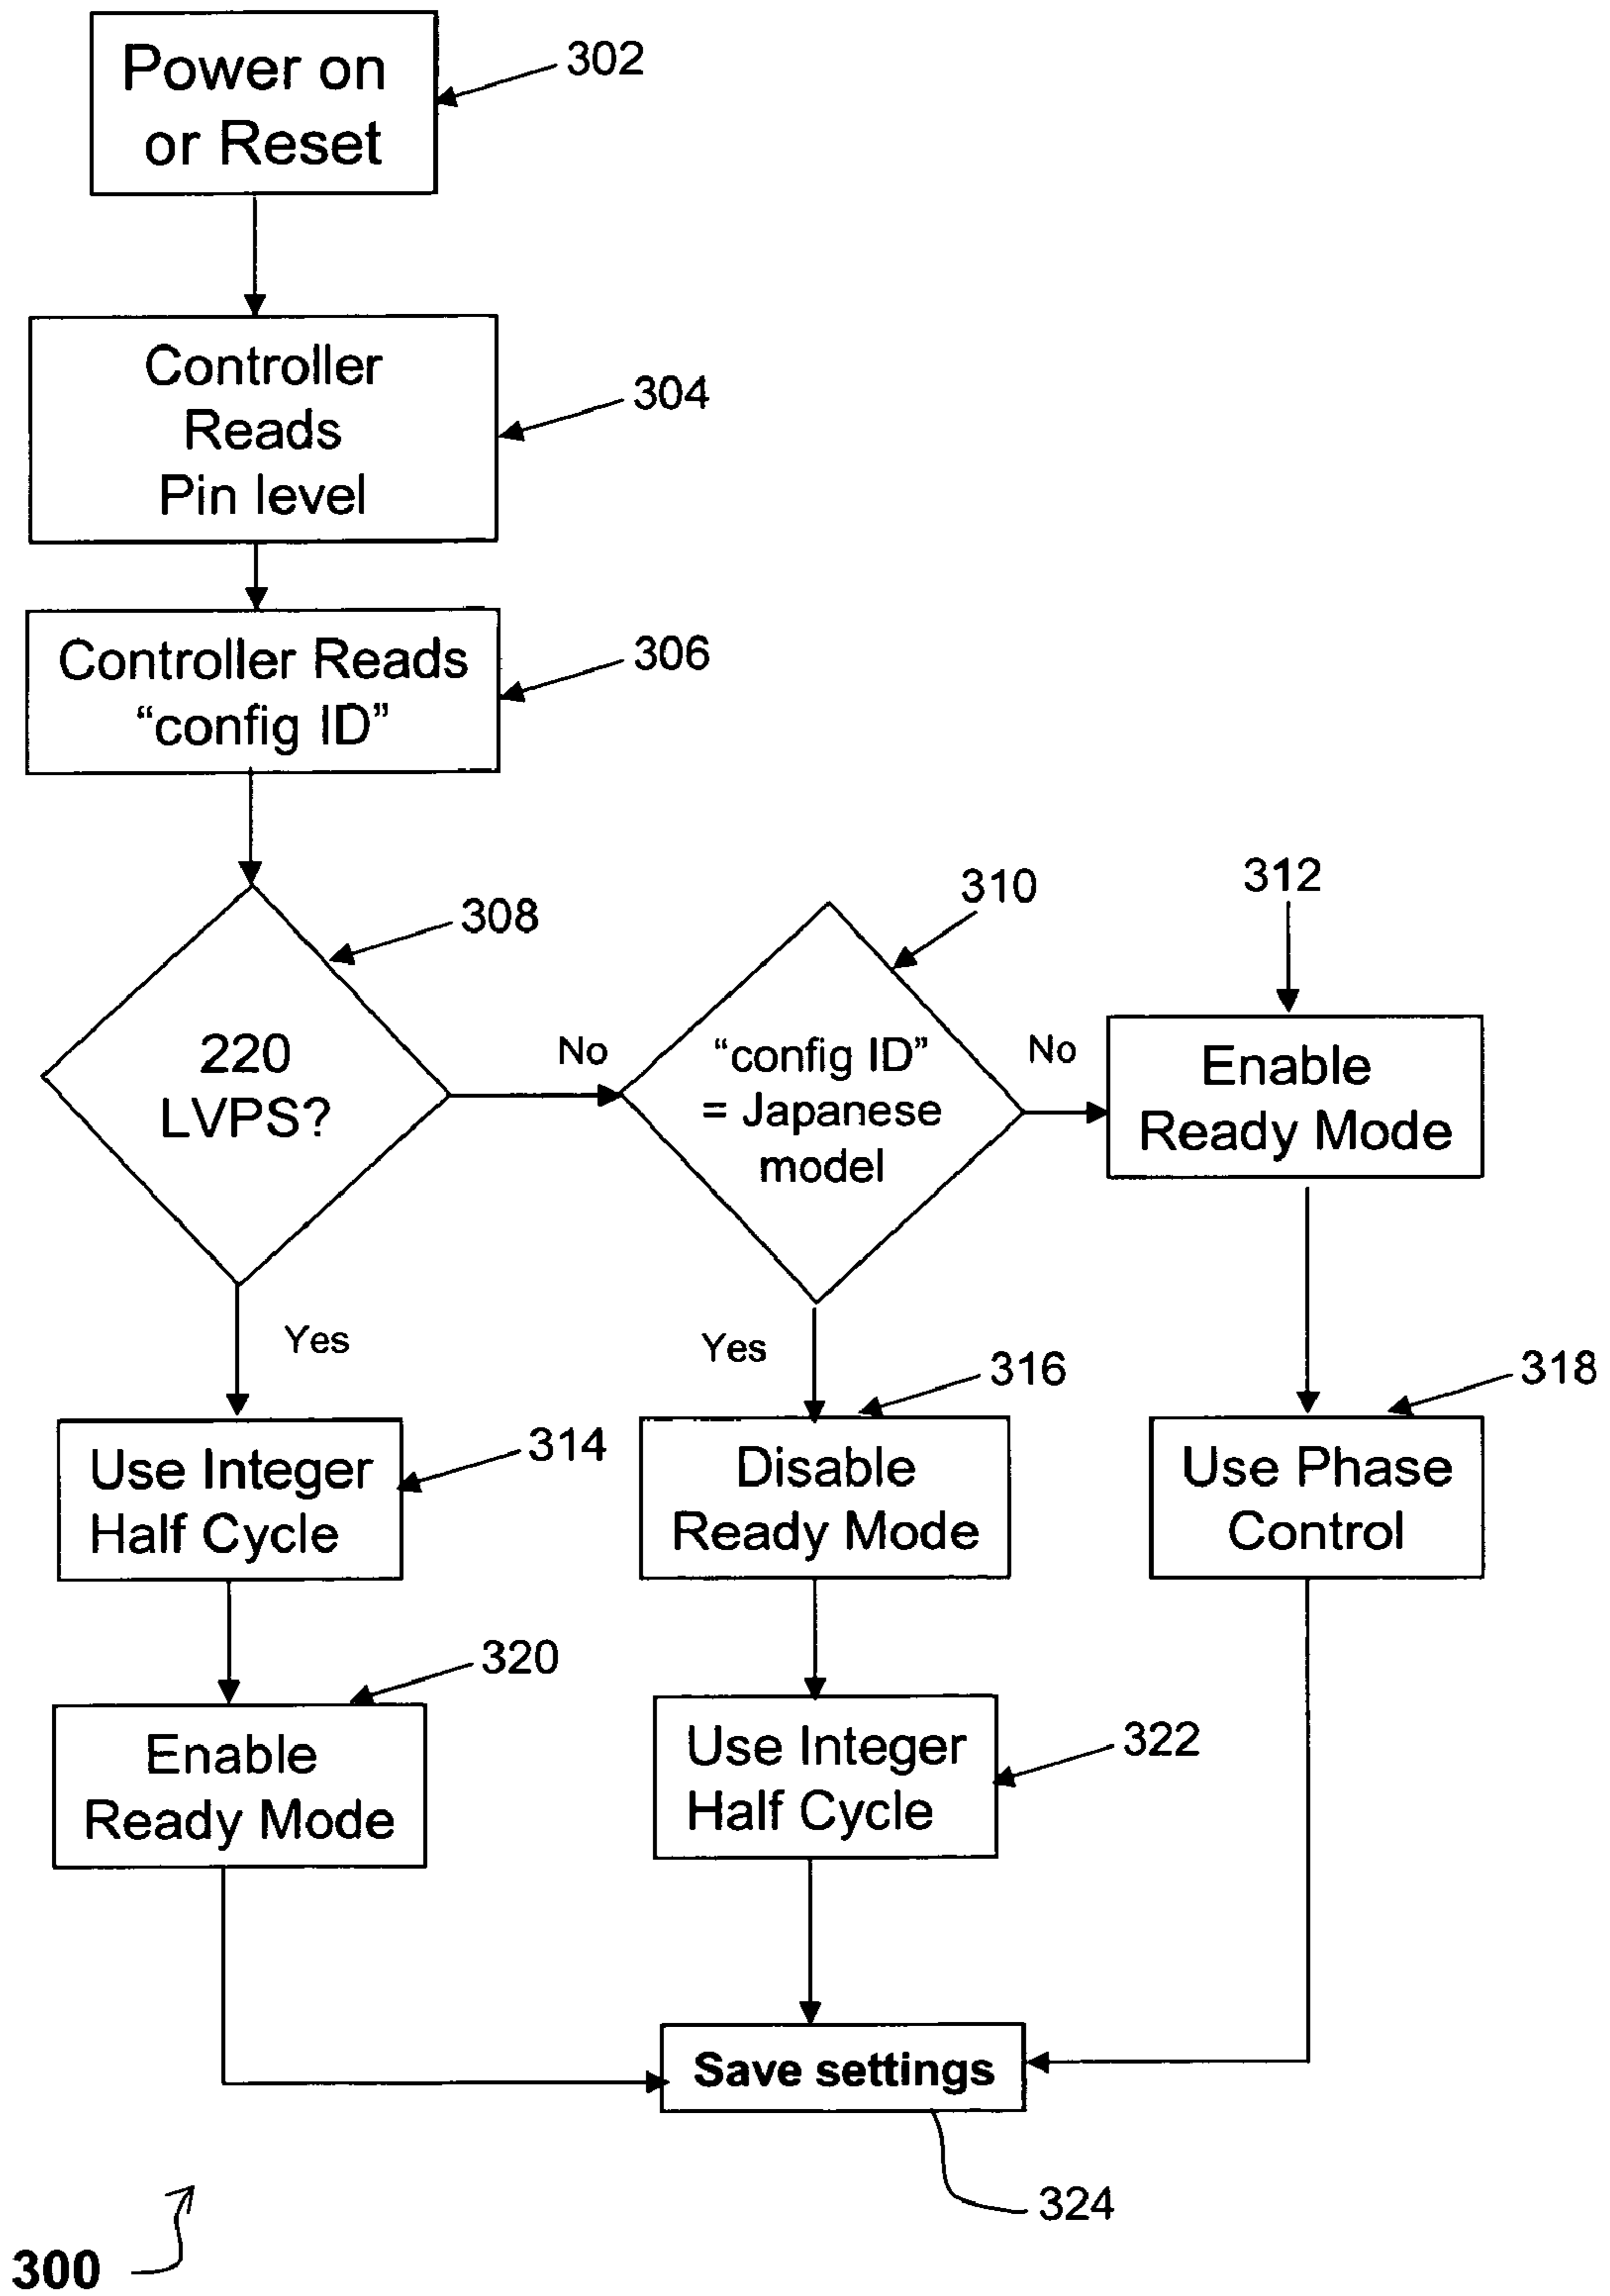 Power on
or Reset
302
Controller
Reads
Pin level
304
Controller Reads
“config ID”
306
220
LVPS?
308
No
“config ID”
= Japanese
model
310
No
312
Enable
Ready Mode
Yes
Yes
Use Integer
Half Cycle
314
Disable
Ready Mode
316
Use Phase
Control
318
Enable
Ready Mode
320
Use Integer
Half Cycle
322
Save settings
324
300